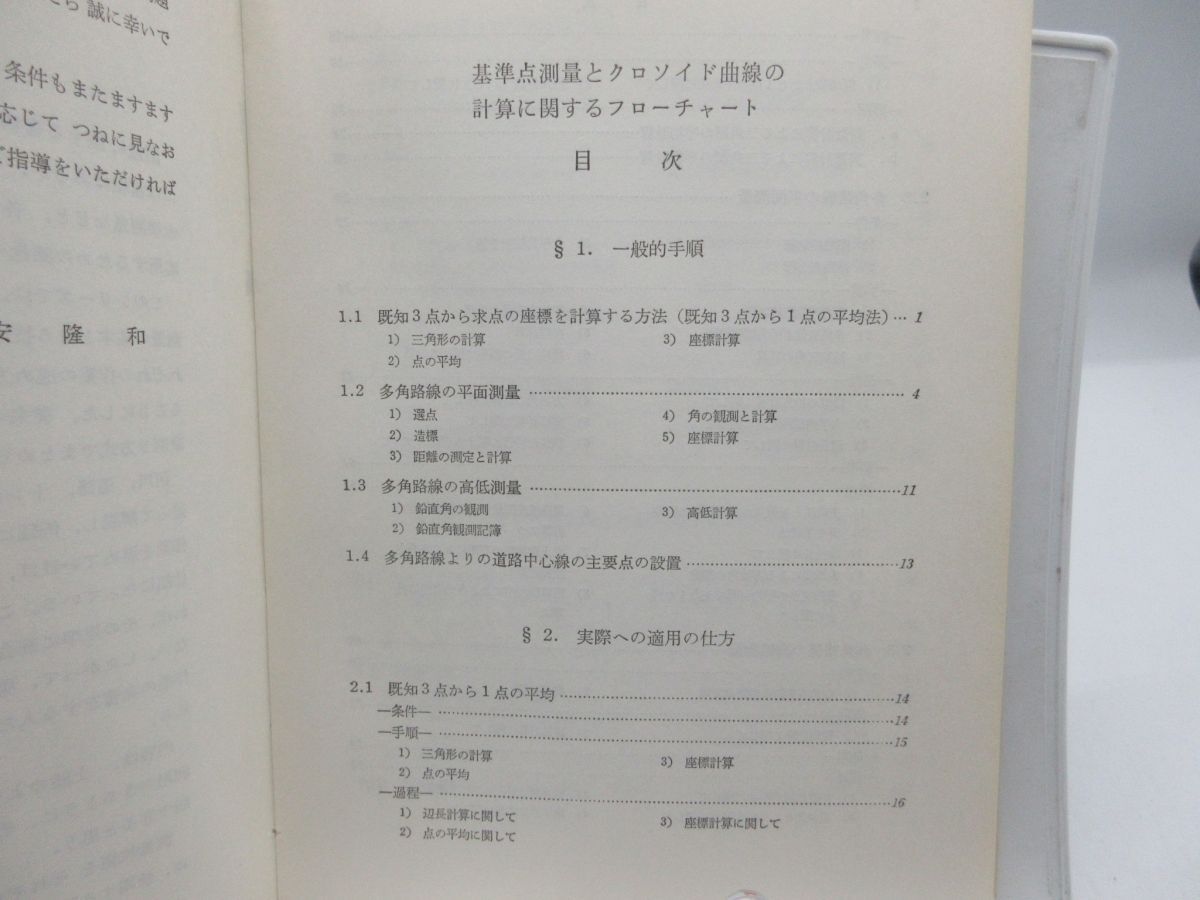 ら 誠に幸いで
条件もまたますます
応じて つねに見なお
ご指導をいただければ
安 隆 和
基準点測量とクロソイド曲線の
計算に関するフローチャート
目 次
§ 1. 一般的手順
1.1 既知3点から求点の座標を計算する方法（既知3点から1点の平均法）… 1
1) 三角形の計算 3) 座標計算
2) 点の平均
1.2 多角路線の平面測量 …… 4
1) 選点 4) 角の観測と計算
2) 造標 5) 座標計算
3) 距離の測定と計算
1.3 多角路線の高低測量 …… 11
1) 鉛直角の観測 3) 高低計算
2) 鉛直角観測記簿
1.4 多角路線よりの道路中心線の主要点の設置 …… 13
§ 2. 実際への適用の仕方
2.1 既知3点から1点の平均 …… 14
―条件― …… 14
―手順― …… 15
1) 三角形の計算 3) 座標計算
2) 点の平均
―過程― …… 16
1) 辺長計算に関して 3) 座標計算に関して
2) 点の平均に関して